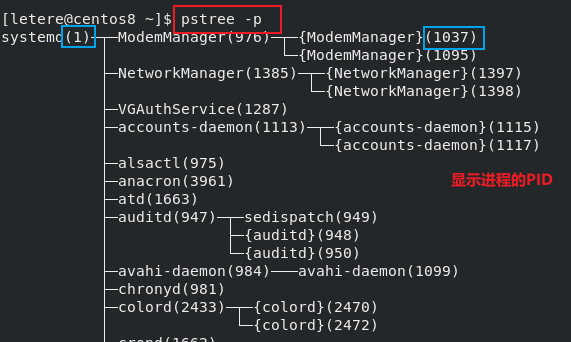 [letere@centos8 ~]$ pstree -p
systemd(1)─┬─ModemManager(976)─┬─{ModemManager}(1037)
           │                   └─{ModemManager}(1095)
           ├─NetworkManager(1385)─┬─{NetworkManager}(1397)
           │                      └─{NetworkManager}(1398)
           ├─VGAuthService(1287)
           ├─accounts-daemon(1113)─┬─{accounts-daemon}(1115)
           │                       └─{accounts-daemon}(1117)
           ├─alsactl(975)
显示进程的PID
           ├─anacron(3961)
           ├─atd(1663)
           ├─auditd(947)─┬─sedispatch(949)
           │             ├─{auditd}(948)
           │             └─{auditd}(950)
           ├─avahi-daemon(984)───avahi-daemon(1099)
           ├─chronyd(981)
           ├─colord(2433)─┬─{colord}(2470)
           │              └─{colord}(2472)
           ├─crond(1662)